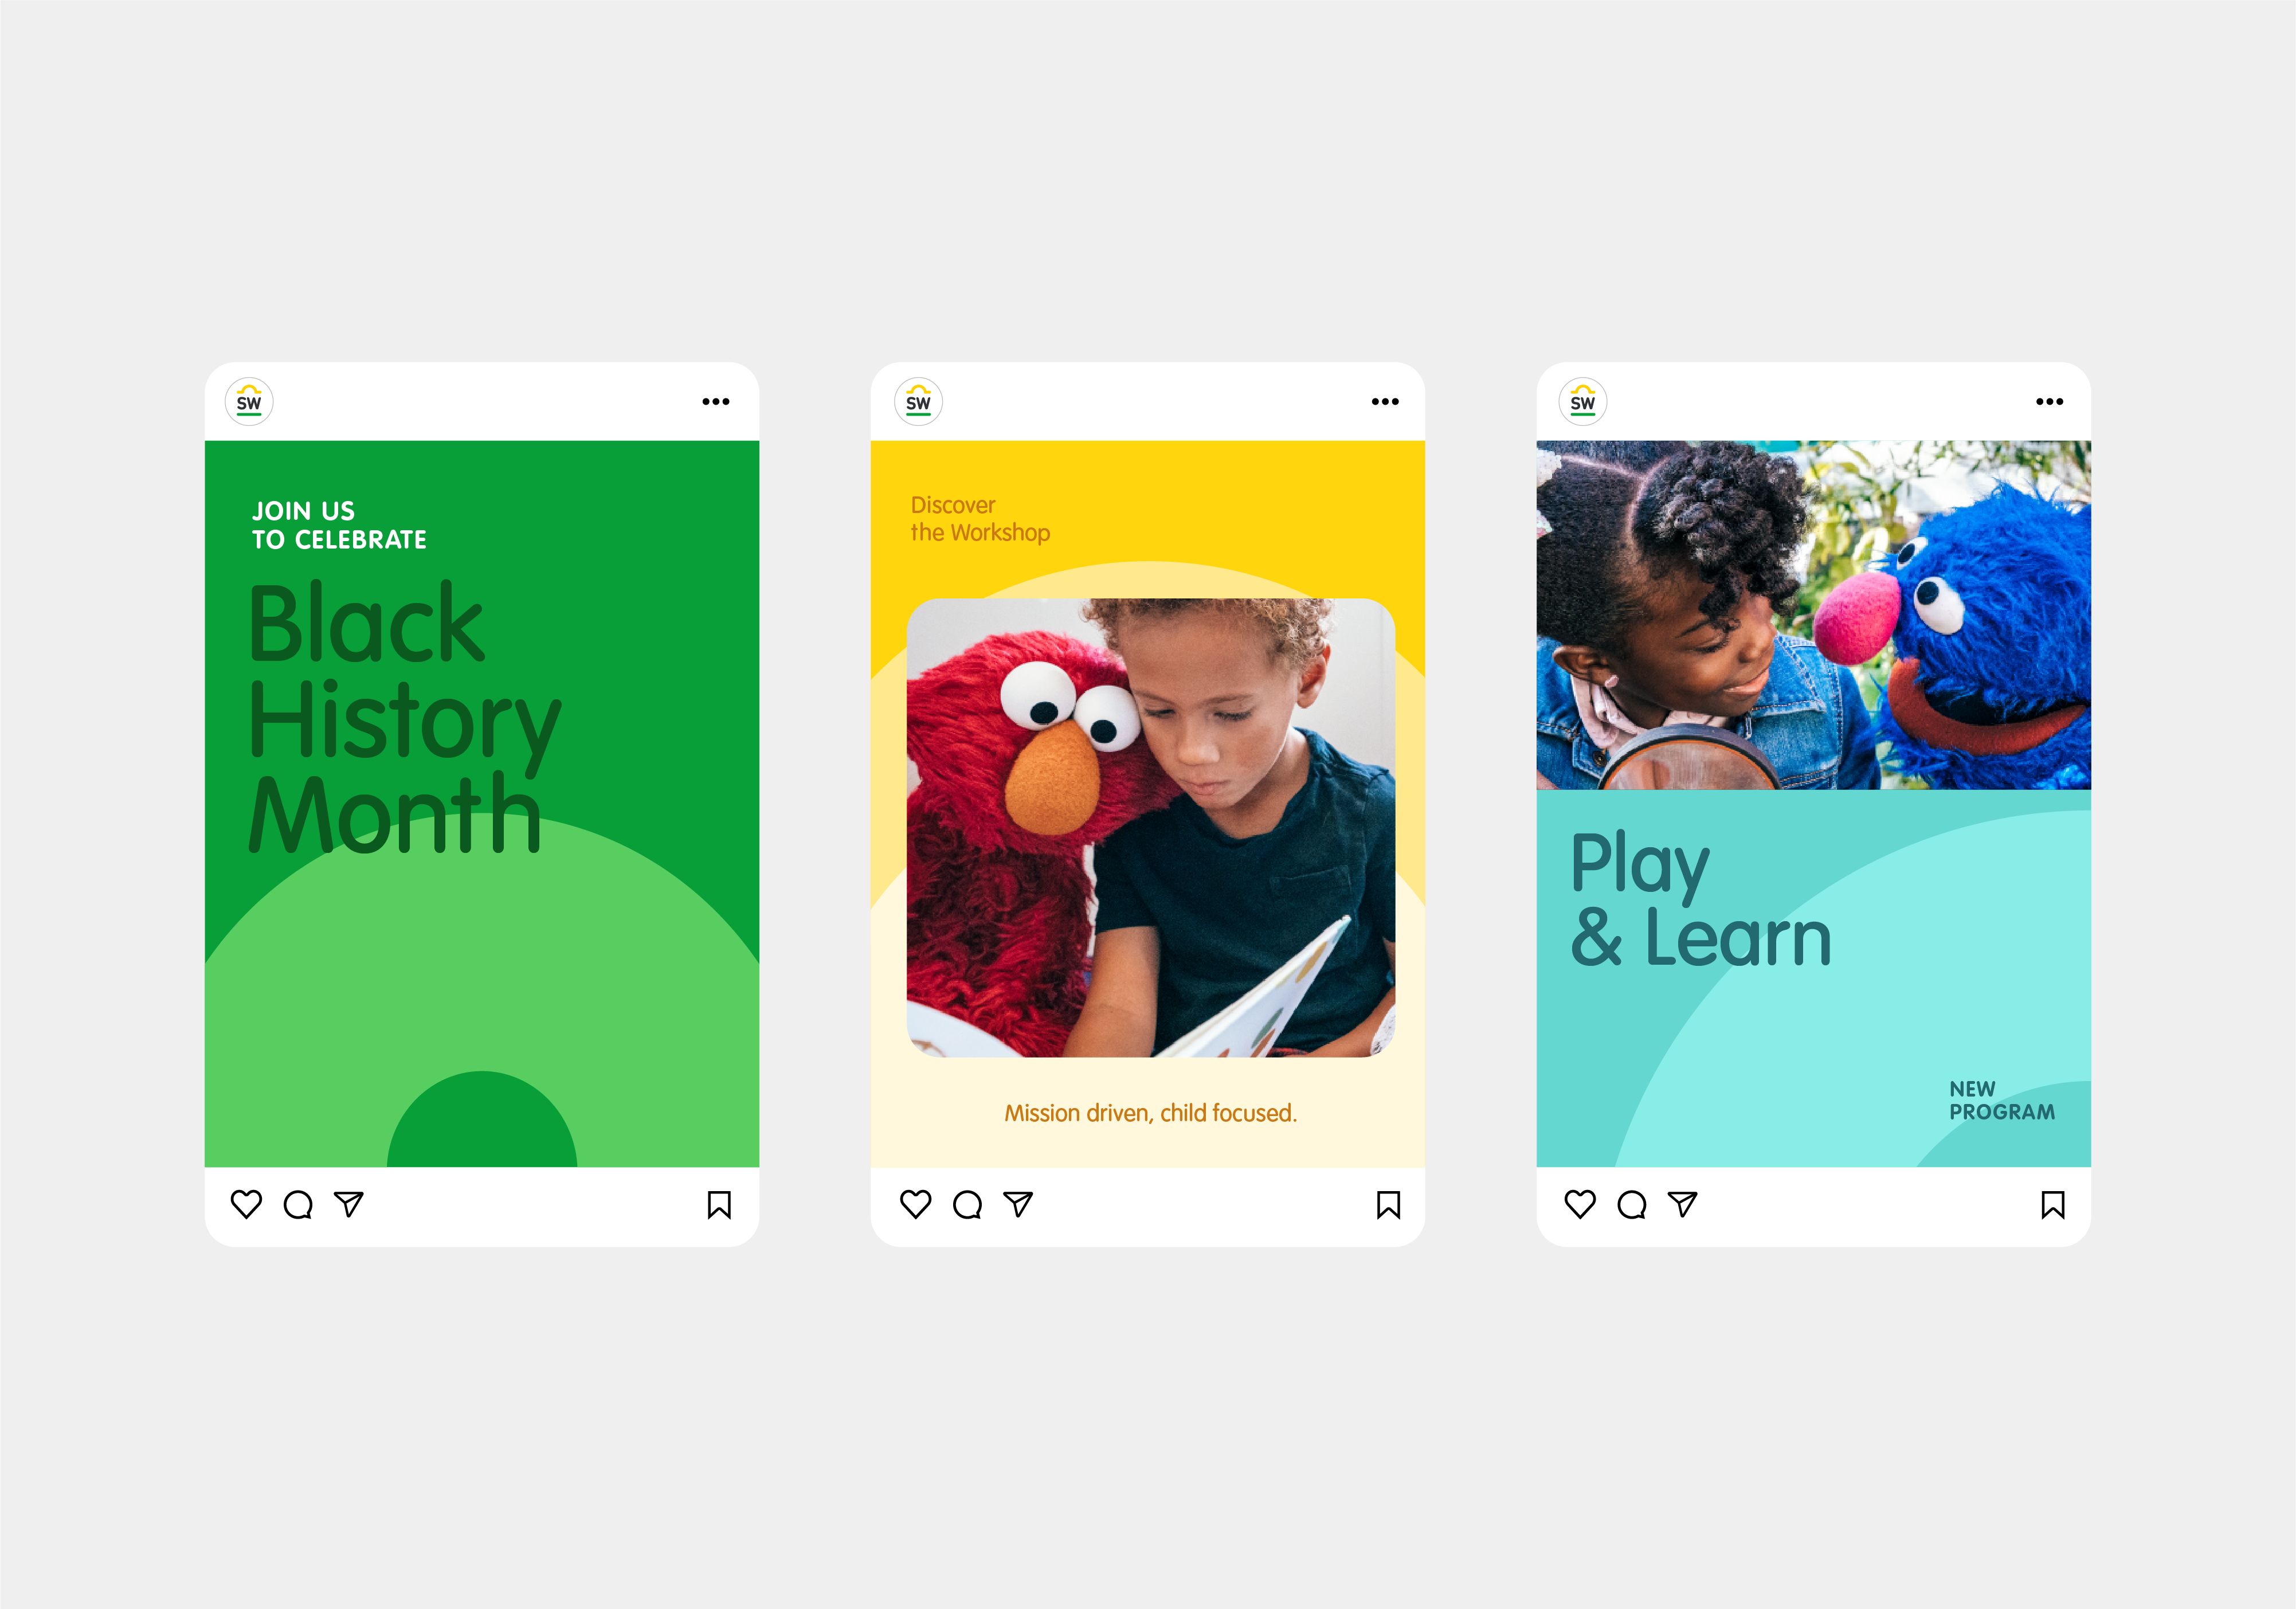 SW
JOIN US
TO CELEBRATE
Black
History
Month
SW
Discover
the Workshop
Mission driven, child focused.
SW
Play
& Learn
NEW
PROGRAM